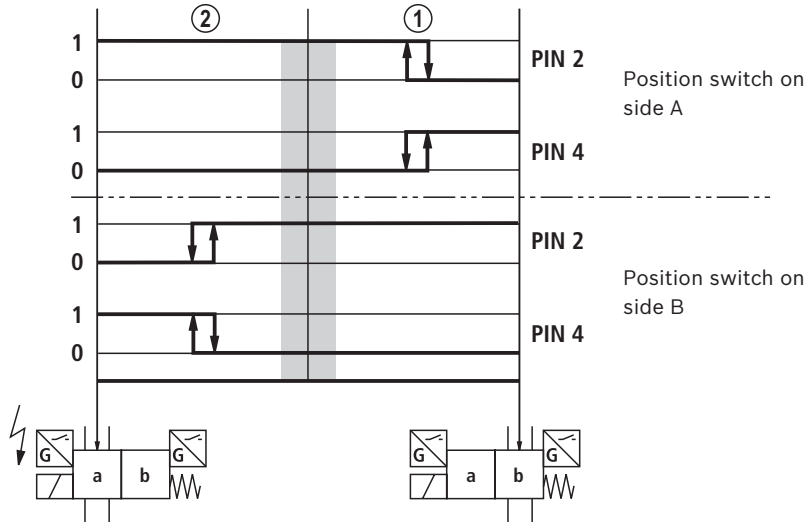 ② ①
1
PIN 2
0
Position switch on
side A
1
PIN 4
0
1
PIN 2
0
Position switch on
side B
1
PIN 4
0
G G G G
a b a b